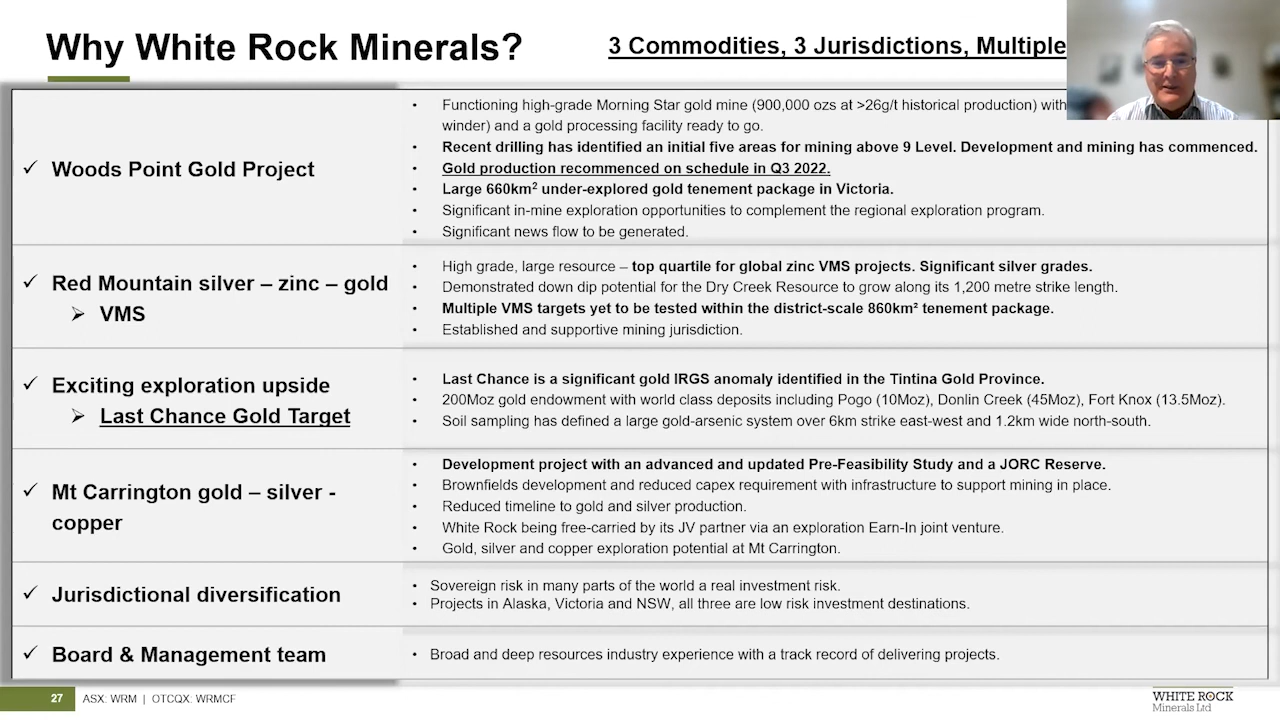 Why White Rock Minerals?
3 Commodities, 3 Jurisdictions, Multiple
✓ Woods Point Gold Project
• Functioning high-grade Morning Star gold mine (900,000 ozs at >26g/t historical production) with
winder) and a gold processing facility ready to go.
• Recent drilling has identified an initial five areas for mining above 9 Level. Development and mining has commenced.
• Gold production recommenced on schedule in Q3 2022.
• Large 660km² under-explored gold tenement package in Victoria.
• Significant in-mine exploration opportunities to complement the regional exploration program.
• Significant news flow to be generated.
✓ Red Mountain silver – zinc – gold
➢ VMS
• High grade, large resource – top quartile for global zinc VMS projects. Significant silver grades.
• Demonstrated down dip potential for the Dry Creek Resource to grow along its 1,200 metre strike length.
• Multiple VMS targets yet to be tested within the district-scale 860km² tenement package.
• Established and supportive mining jurisdiction.
✓ Exciting exploration upside
➢ Last Chance Gold Target
• Last Chance is a significant gold IRGS anomaly identified in the Tintina Gold Province.
• 200Moz gold endowment with world class deposits including Pogo (10Moz), Donlin Creek (45Moz), Fort Knox (13.5Moz).
• Soil sampling has defined a large gold-arsenic system over 6km strike east-west and 1.2km wide north-south.
✓ Mt Carrington gold – silver -
copper
• Development project with an advanced and updated Pre-Feasibility Study and a JORC Reserve.
• Brownfields development and reduced capex requirement with infrastructure to support mining in place.
• Reduced timeline to gold and silver production.
• White Rock being free-carried by its JV partner via an exploration Earn-In joint venture.
• Gold, silver and copper exploration potential at Mt Carrington.
✓ Jurisdictional diversification
• Sovereign risk in many parts of the world a real investment risk.
• Projects in Alaska, Victoria and NSW, all three are low risk investment destinations.
✓ Board & Management team
• Broad and deep resources industry experience with a track record of delivering projects.
27
ASX: WRM | OTCQX: WRMCF
WHITE ROCK
Minerals Ltd